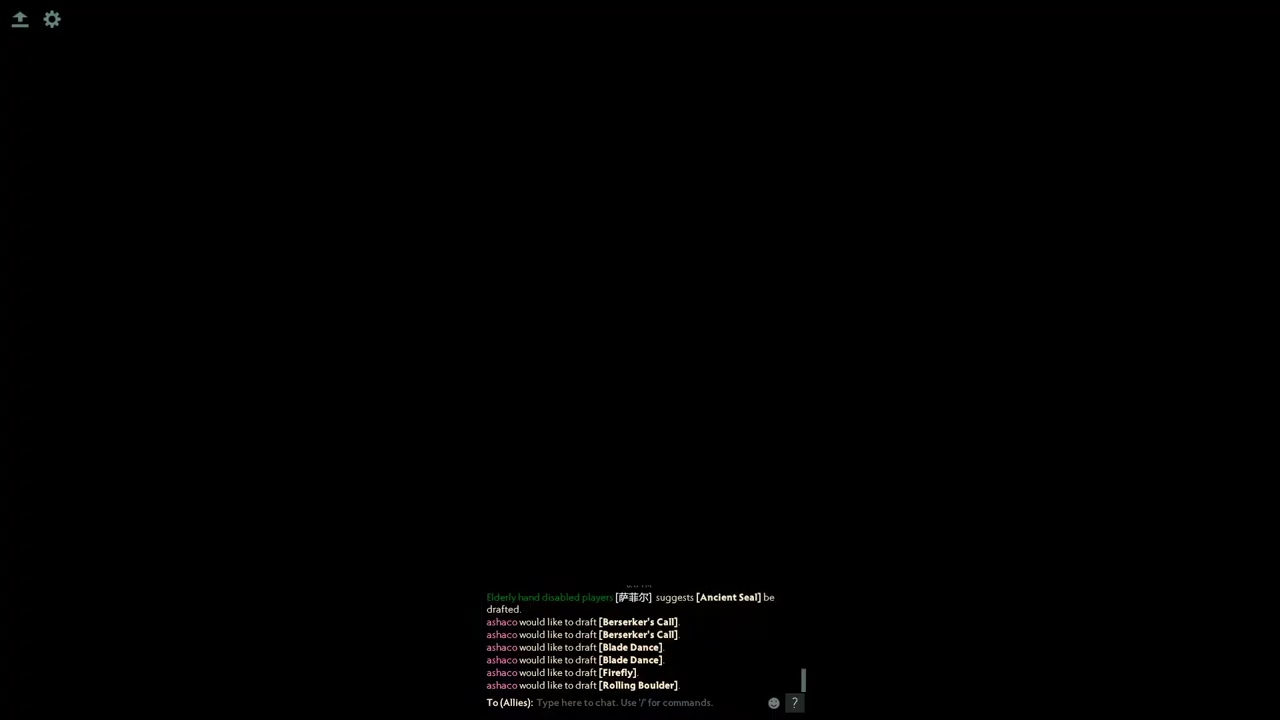 Elderly hand disabled players [萨菲尔] suggests [Ancient Seal] be
drafted.
ashaco would like to draft [Berserker's Call].
ashaco would like to draft [Berserker's Call].
ashaco would like to draft [Blade Dance].
ashaco would like to draft [Blade Dance].
ashaco would like to draft [Firefly].
ashaco would like to draft [Rolling Boulder].
To (Allies): Type here to chat. Use '/' for commands.
?